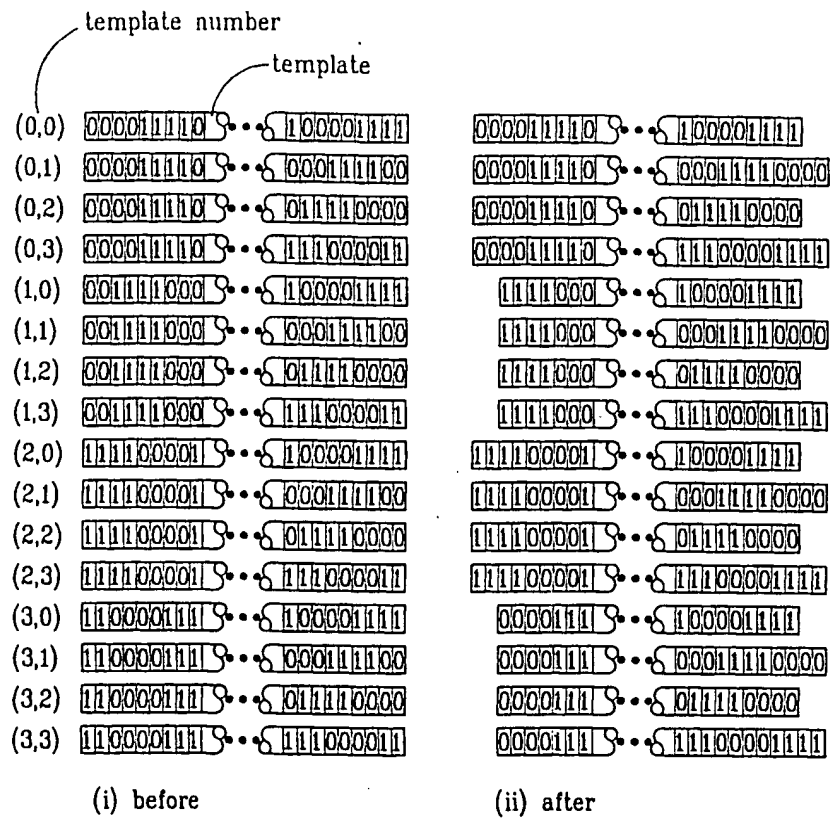 template number
template
(0,0) 000011110 ••• 100001111 000011110 ••• 100001111
(0,1) 000011110 ••• 000111100 000011110 ••• 00011110000
(0,2) 000011110 ••• 011110000 000011110 ••• 011110000
(0,3) 000011110 ••• 111000011 000011110 ••• 11100001111
(1,0) 001111000 ••• 100001111 1111000 ••• 100001111
(1,1) 001111000 ••• 000111100 1111000 ••• 00011110000
(1,2) 001111000 ••• 011110000 1111000 ••• 011110000
(1,3) 001111000 ••• 111000011 1111000 ••• 11100001111
(2,0) 111100001 ••• 100001111 111100001 ••• 100001111
(2,1) 111100001 ••• 000111100 111100001 ••• 00011110000
(2,2) 111100001 ••• 011110000 111100001 ••• 011110000
(2,3) 111100001 ••• 111000011 111100001 ••• 11100001111
(3,0) 110000111 ••• 100001111 0000111 ••• 100001111
(3,1) 110000111 ••• 000111100 0000111 ••• 00011110000
(3,2) 110000111 ••• 011110000 0000111 ••• 011110000
(3,3) 110000111 ••• 111000011 0000111 ••• 11100001111
(i) before (ii) after